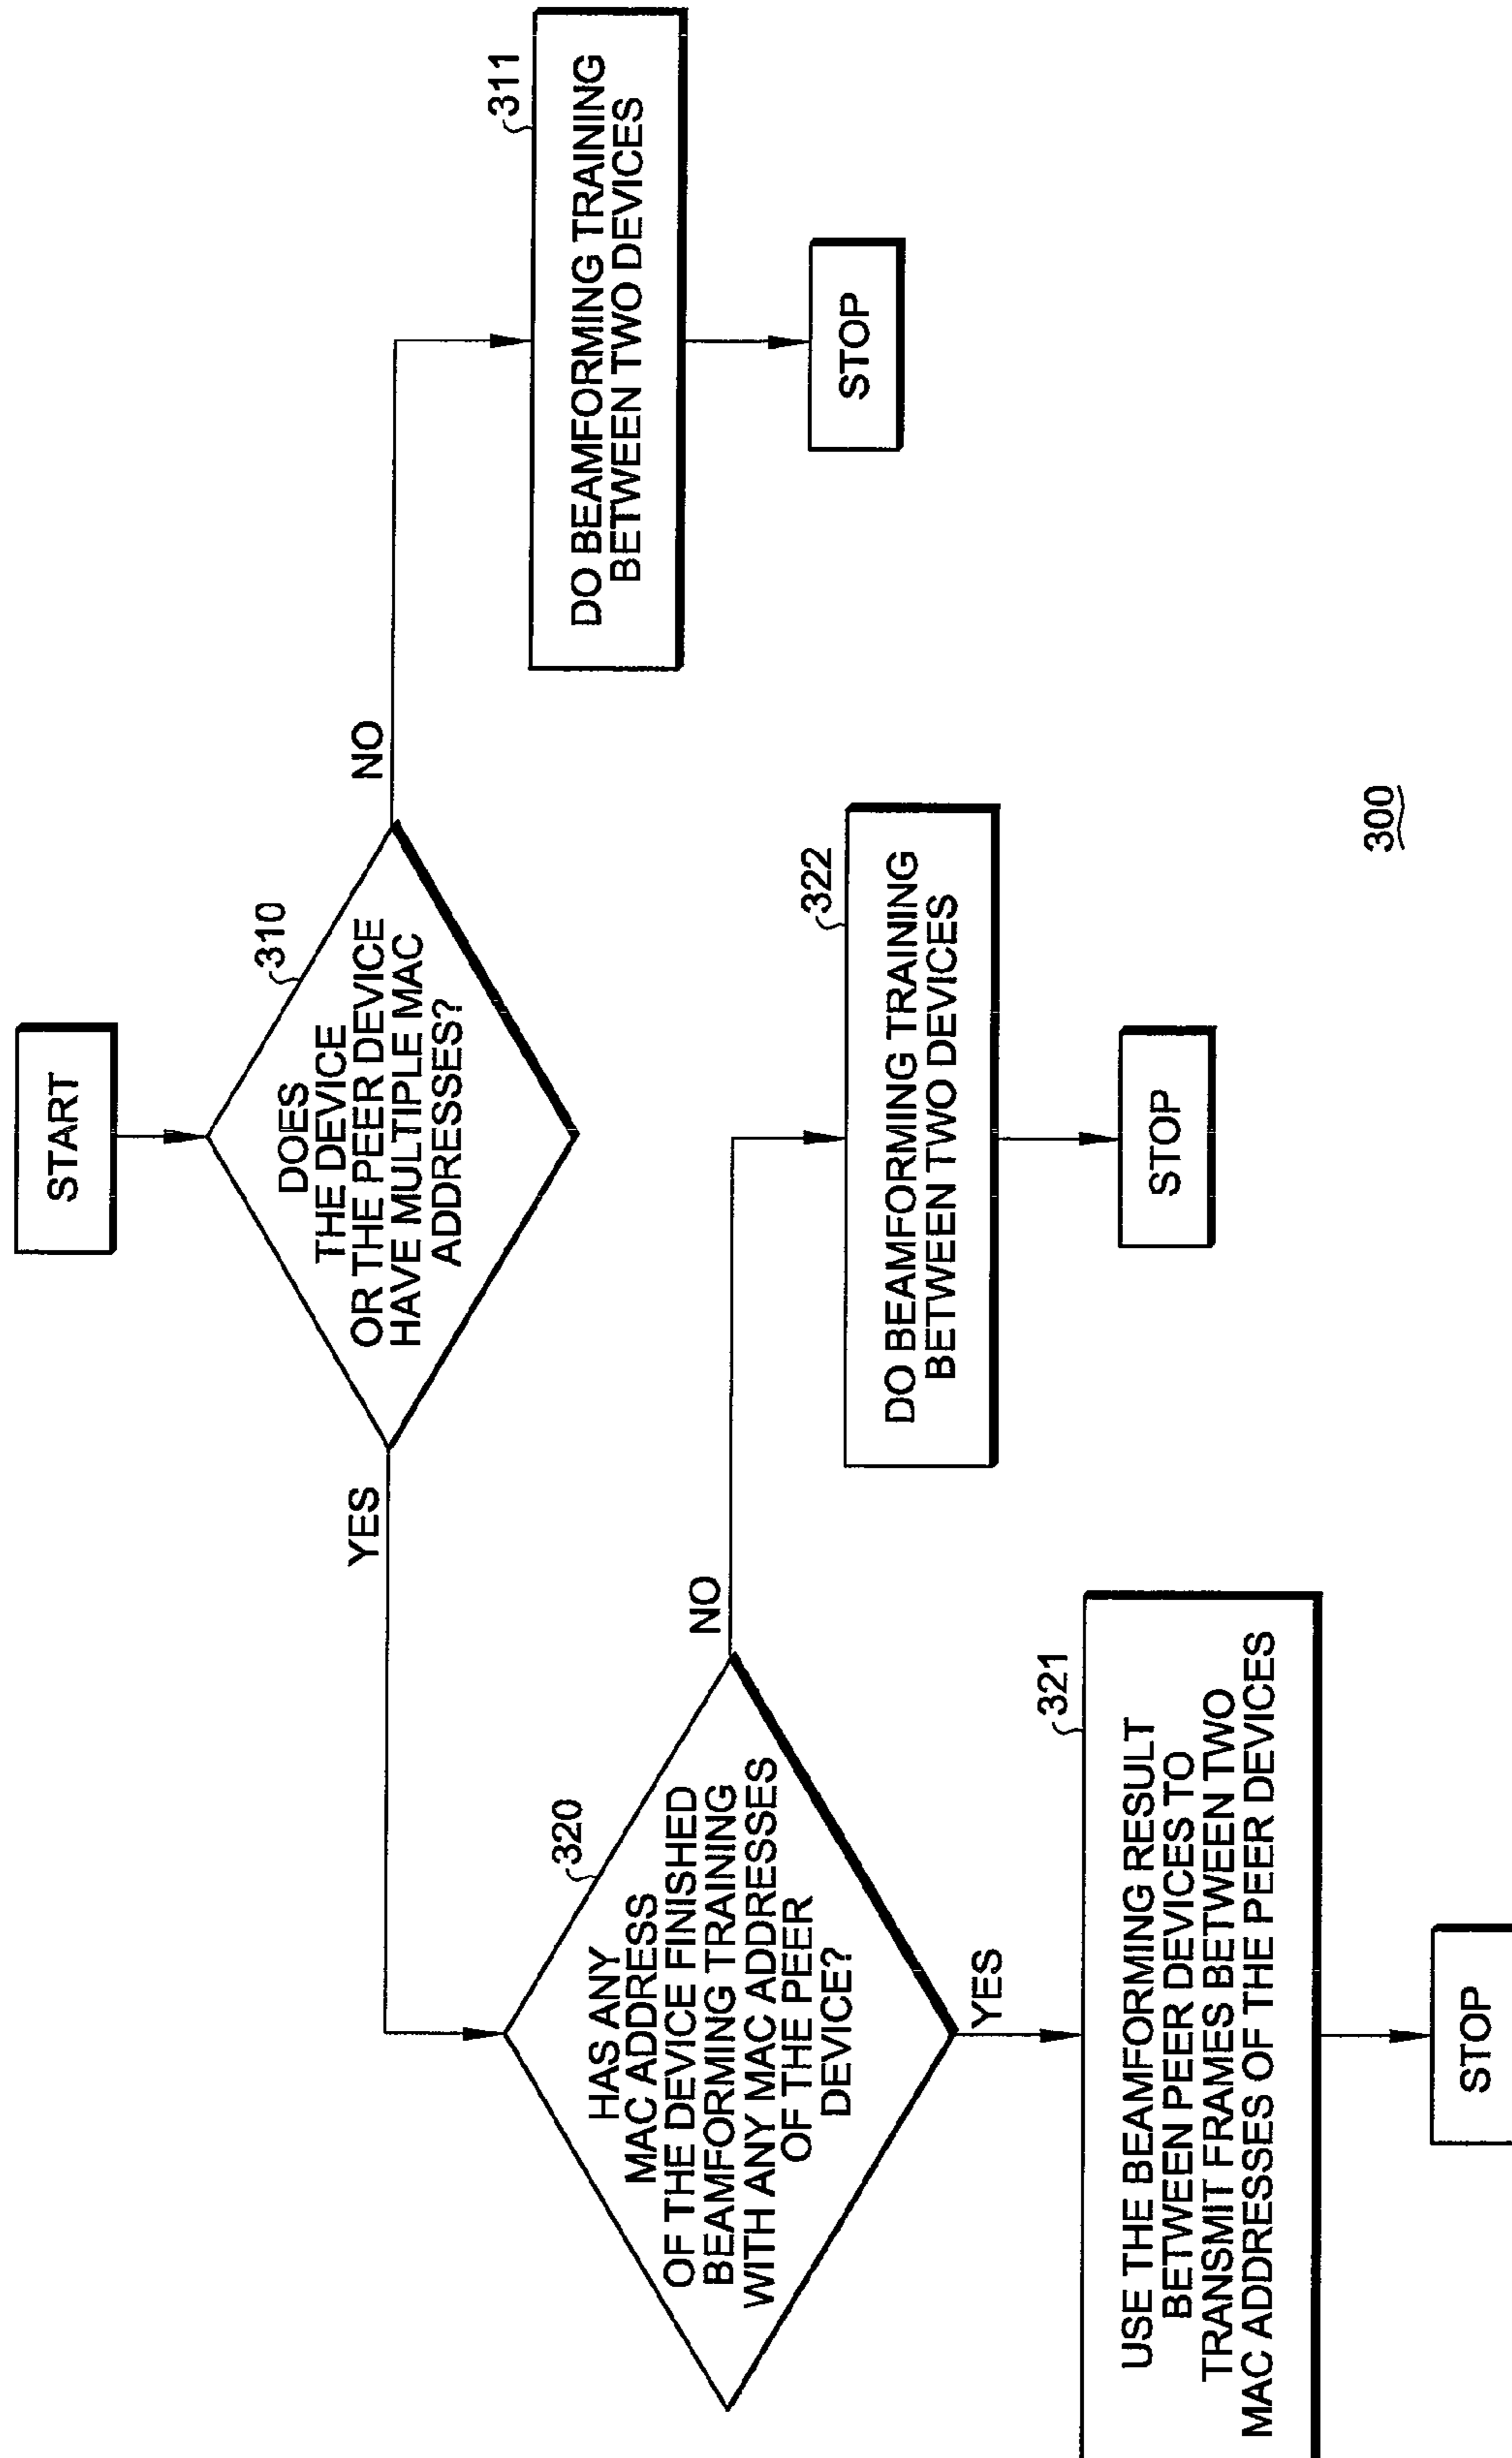 START
310
DOES
THE DEVICE
OR THE PEER DEVICE
HAVE MULTIPLE MAC
ADDRESSES?
YES
NO
311
DO BEAMFORMING TRAINING
BETWEEN TWO DEVICES
STOP
320
HAS ANY
MAC ADDRESS
OF THE DEVICE FINISHED
BEAMFORMING TRAINING
WITH ANY MAC ADDRESSES
OF THE PEER
DEVICE?
NO
322
DO BEAMFORMING TRAINING
BETWEEN TWO DEVICES
STOP
YES
321
USE THE BEAMFORMING RESULT
BETWEEN PEER DEVICES TO
TRANSMIT FRAMES BETWEEN TWO
MAC ADDRESSES OF THE PEER DEVICES
STOP
300